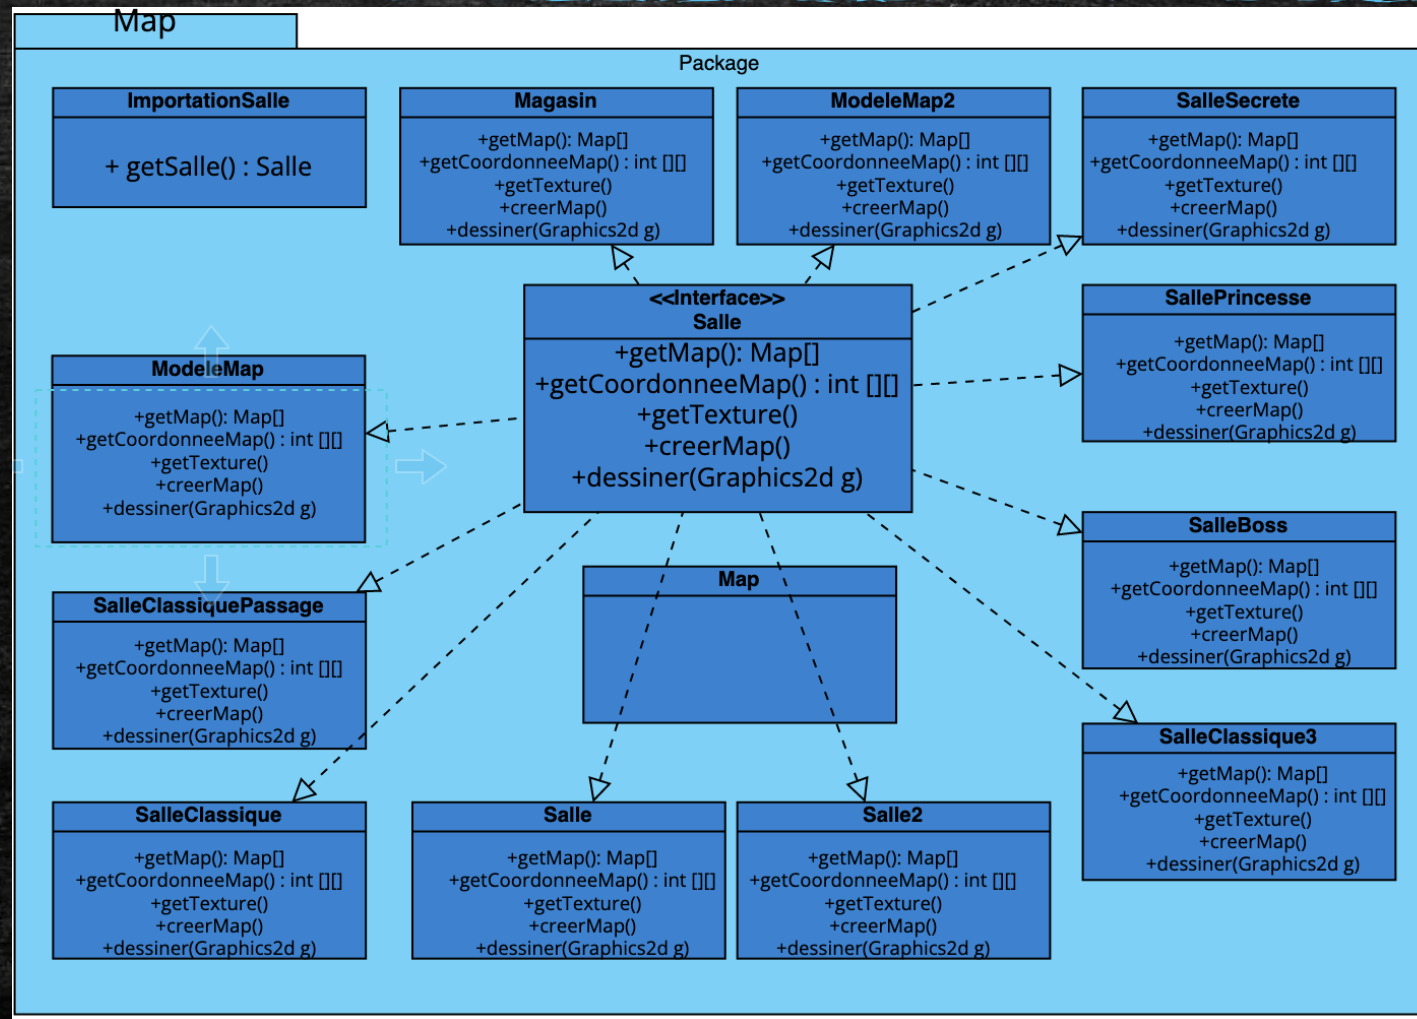 Map
Package
ImportationSalle
+ getSalle() : Salle
Magasin
+getMap(): Map[]
+getCoordonneeMap() : int [][]
+getTexture()
+creerMap()
+dessiner(Graphics2d g)
ModeleMap2
+getMap(): Map[]
+getCoordonneeMap() : int [][]
+getTexture()
+creerMap()
+dessiner(Graphics2d g)
SalleSecrete
+getMap(): Map[]
+getCoordonneeMap() : int [][]
+getTexture()
+creerMap()
+dessiner(Graphics2d g)
<<Interface>>
Salle
+getMap(): Map[]
+getCoordonneeMap() : int [][]
+getTexture()
+creerMap()
+dessiner(Graphics2d g)
SallePrincesse
+getMap(): Map[]
+getCoordonneeMap() : int [][]
+getTexture()
+creerMap()
+dessiner(Graphics2d g)
ModeleMap
+getMap(): Map[]
+getCoordonneeMap() : int [][]
+getTexture()
+creerMap()
+dessiner(Graphics2d g)
SalleBoss
+getMap(): Map[]
+getCoordonneeMap() : int [][]
+getTexture()
+creerMap()
+dessiner(Graphics2d g)
SalleClassiquePassage
+getMap(): Map[]
+getCoordonneeMap() : int [][]
+getTexture()
+creerMap()
+dessiner(Graphics2d g)
Map
SalleClassique3
+getMap(): Map[]
+getCoordonneeMap() : int [][]
+getTexture()
+creerMap()
+dessiner(Graphics2d g)
SalleClassique
+getMap(): Map[]
+getCoordonneeMap() : int [][]
+getTexture()
+creerMap()
+dessiner(Graphics2d g)
Salle
+getMap(): Map[]
+getCoordonneeMap() : int [][]
+getTexture()
+creerMap()
+dessiner(Graphics2d g)
Salle2
+getMap(): Map[]
+getCoordonneeMap() : int [][]
+getTexture()
+creerMap()
+dessiner(Graphics2d g)